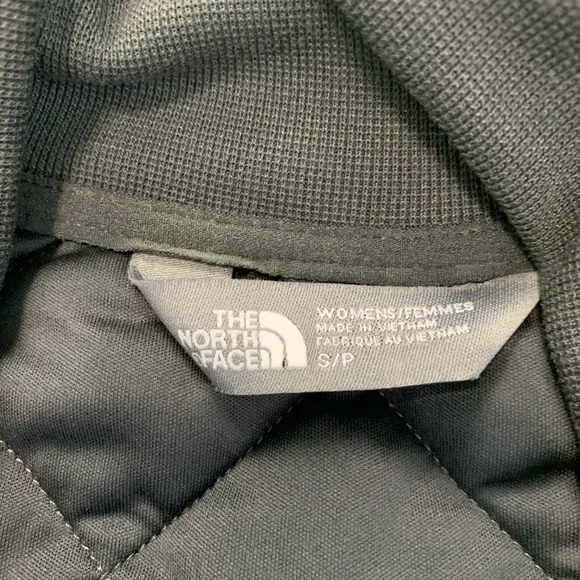 THE
NORTH
FACE
WOMENS/FEMMES
MADE IN VIETNAM
FABRIQUE AU VIETNAM
S/P